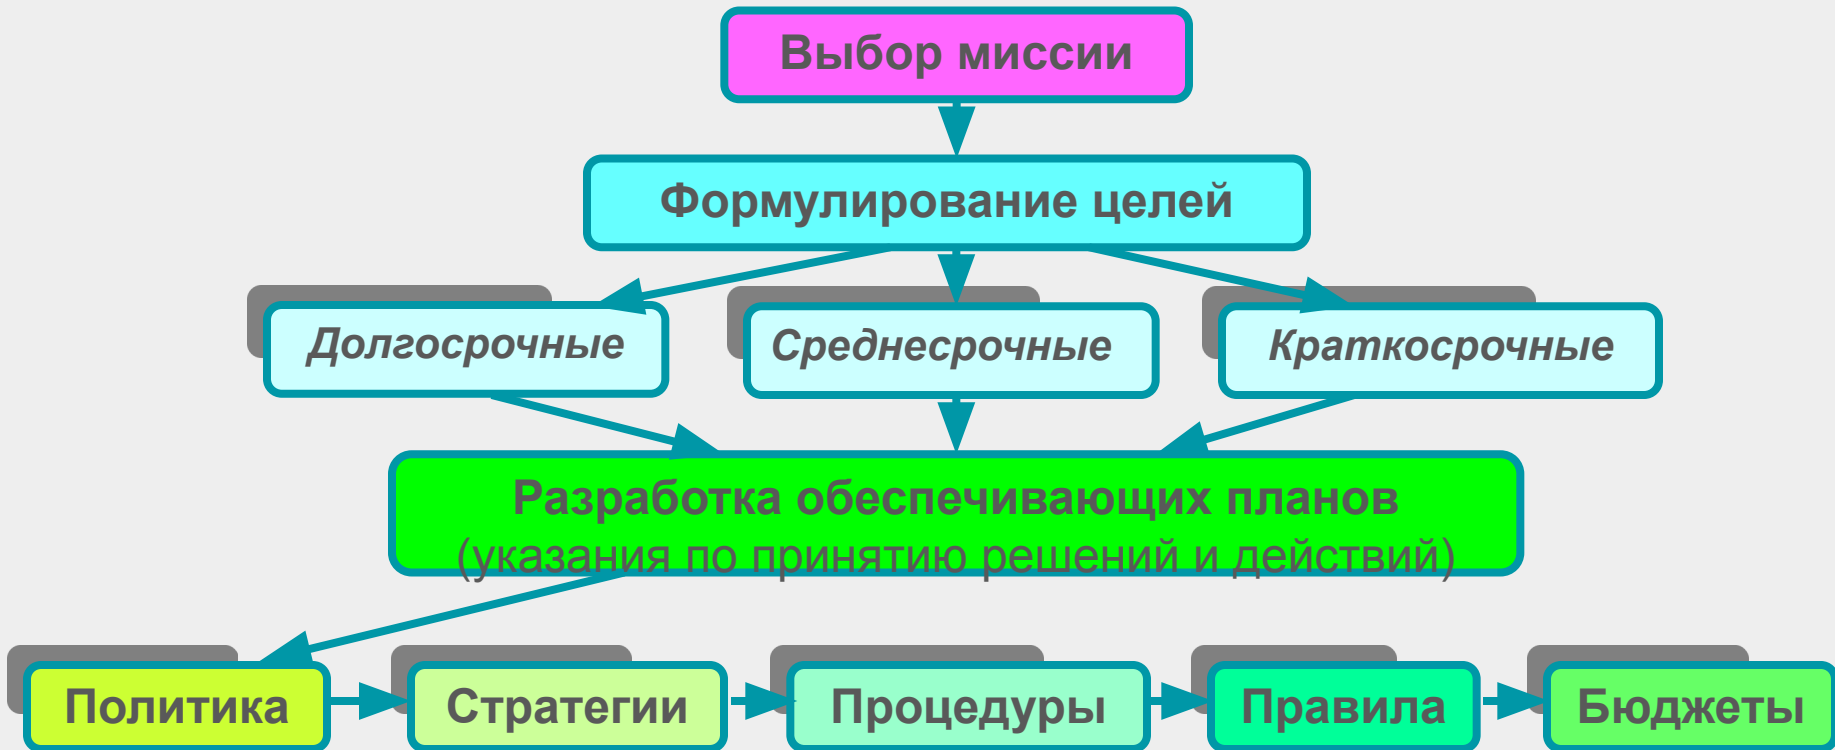 Выбор миссии
Формулирование целей
Долгосрочные
Среднесрочные
Краткосрочные
Разработка обеспечивающих планов
(указания по принятию решений и действий)
Политика
Стратегии
Процедуры
Правила
Бюджеты